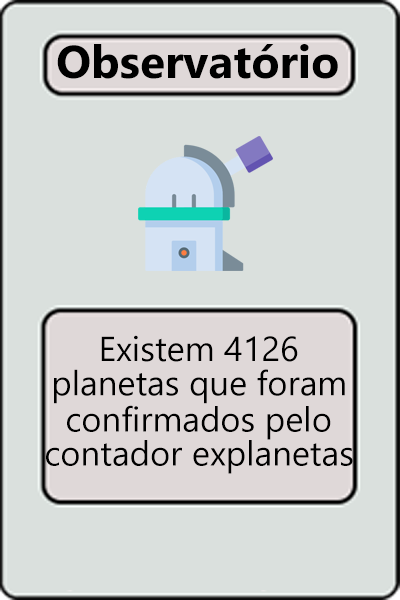 Observatório
Existem 4126
planetas que foram
confirmados pelo
contador explanetas